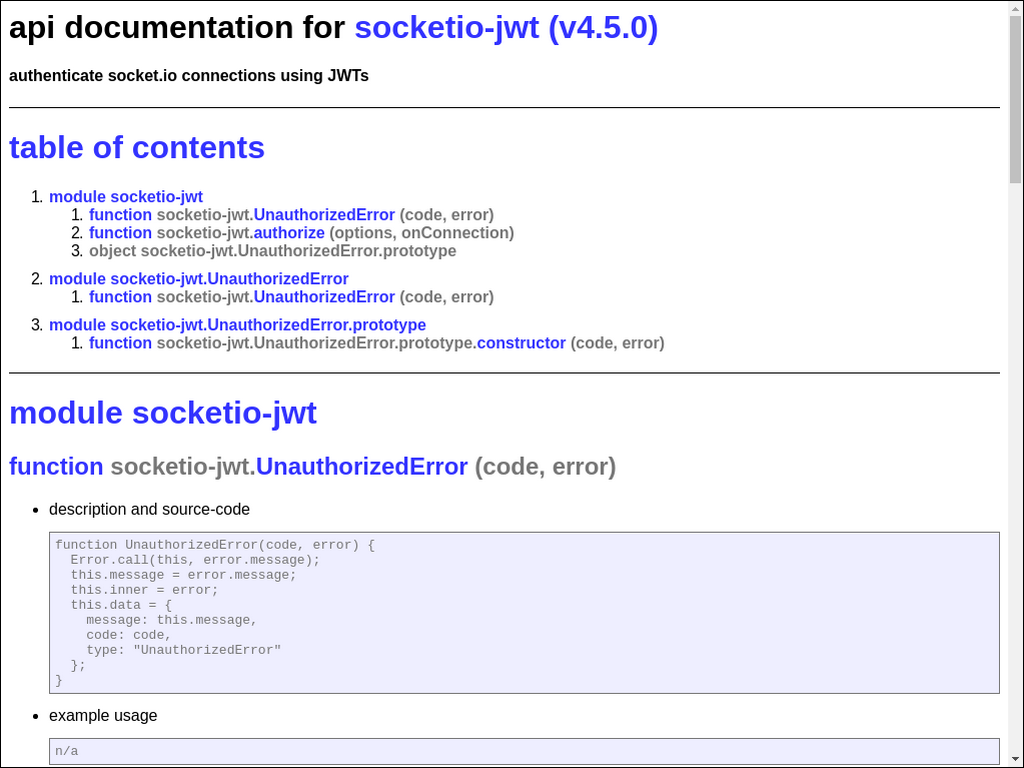 api documentation for socketio-jwt (v4.5.0)
authenticate socket.io connections using JWTs
table of contents
1. module socketio-jwt
1. function socketio-jwt.UnauthorizedError (code, error)
2. function socketio-jwt.authorize (options, onConnection)
3. object socketio-jwt.UnauthorizedError.prototype
2. module socketio-jwt.UnauthorizedError
1. function socketio-jwt.UnauthorizedError (code, error)
3. module socketio-jwt.UnauthorizedError.prototype
1. function socketio-jwt.UnauthorizedError.prototype.constructor (code, error)
module socketio-jwt
function socketio-jwt.UnauthorizedError (code, error)
• description and source-code
function UnauthorizedError(code, error) {
  Error.call(this, error.message);
  this.message = error.message;
  this.inner = error;
  this.data = {
    message: this.message,
    code: code,
    type: "UnauthorizedError"
  };
}
• example usage
n/a